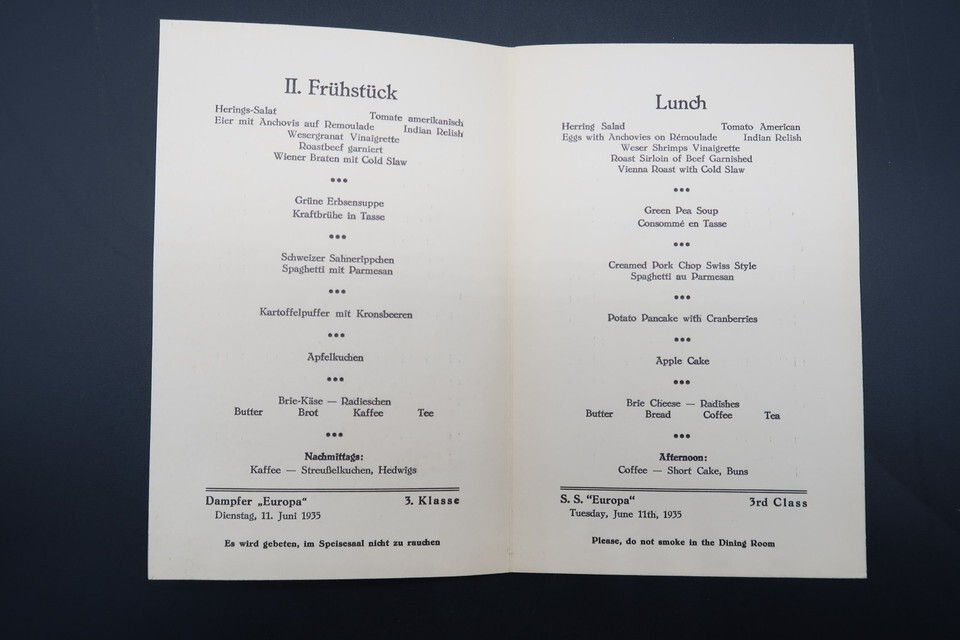 II. Frühstück
Herings-Salat Tomate amerikanisch
Eier mit Anchovis auf Remoulade Indian Relish
Wesergranat Vinaigrette
Roastbeef garniert
Wiener Braten mit Cold Slaw
***
Grüne Erbsensuppe
Kraftbrühe in Tasse
***
Schweizer Sahnerippchen
Spaghetti mit Parmesan
***
Kartoffelpuffer mit Kronsbeeren
***
Apfelkuchen
***
Brie-Käse — Radieschen
Butter Brot Kaffee Tee
***
Nachmittags:
Kaffee — Streußelkuchen, Hedwigs
Dampfer „Europa“ 3. Klasse
Dienstag, 11. Juni 1935
Es wird gebeten, im Speisesaal nicht zu rauchen
Lunch
Herring Salad Tomato American
Eggs with Anchovies on Rémoulade Indian Relish
Weser Shrimps Vinaigrette
Roast Sirloin of Beef Garnished
Vienna Roast with Cold Slaw
***
Green Pea Soup
Consommé en Tasse
***
Creamed Pork Chop Swiss Style
Spaghetti au Parmesan
***
Potato Pancake with Cranberries
***
Apple Cake
***
Brie Cheese — Radishes
Butter Bread Coffee Tea
***
Afternoon:
Coffee — Short Cake, Buns
S. S. “Europa” 3rd Class
Tuesday, June 11th, 1935
Please, do not smoke in the Dining Room